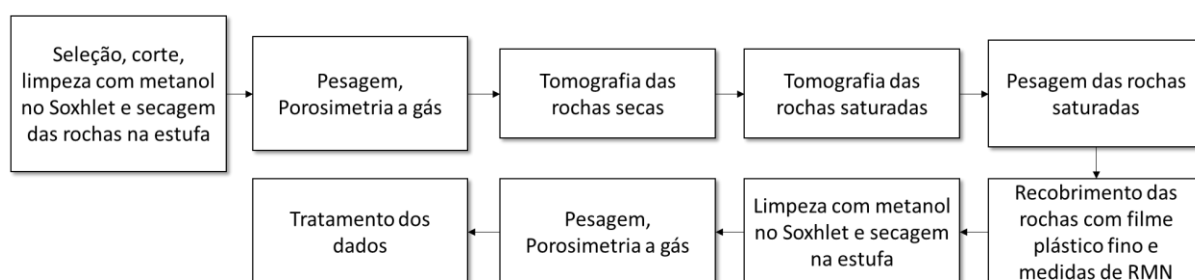 Seleção, corte,
limpeza com metanol
no Soxhlet e secagem
das rochas na estufa
Pesagem,
Porosimetria a gás
Tomografia das
rochas secas
Tomografia das
rochas saturadas
Pesagem das rochas
saturadas
Recobrimento das
rochas com filme
plástico fino e
medidas de RMN
Limpeza com metanol
no Soxhlet e secagem
na estufa
Pesagem,
Porosimetria a gás
Tratamento dos
dados